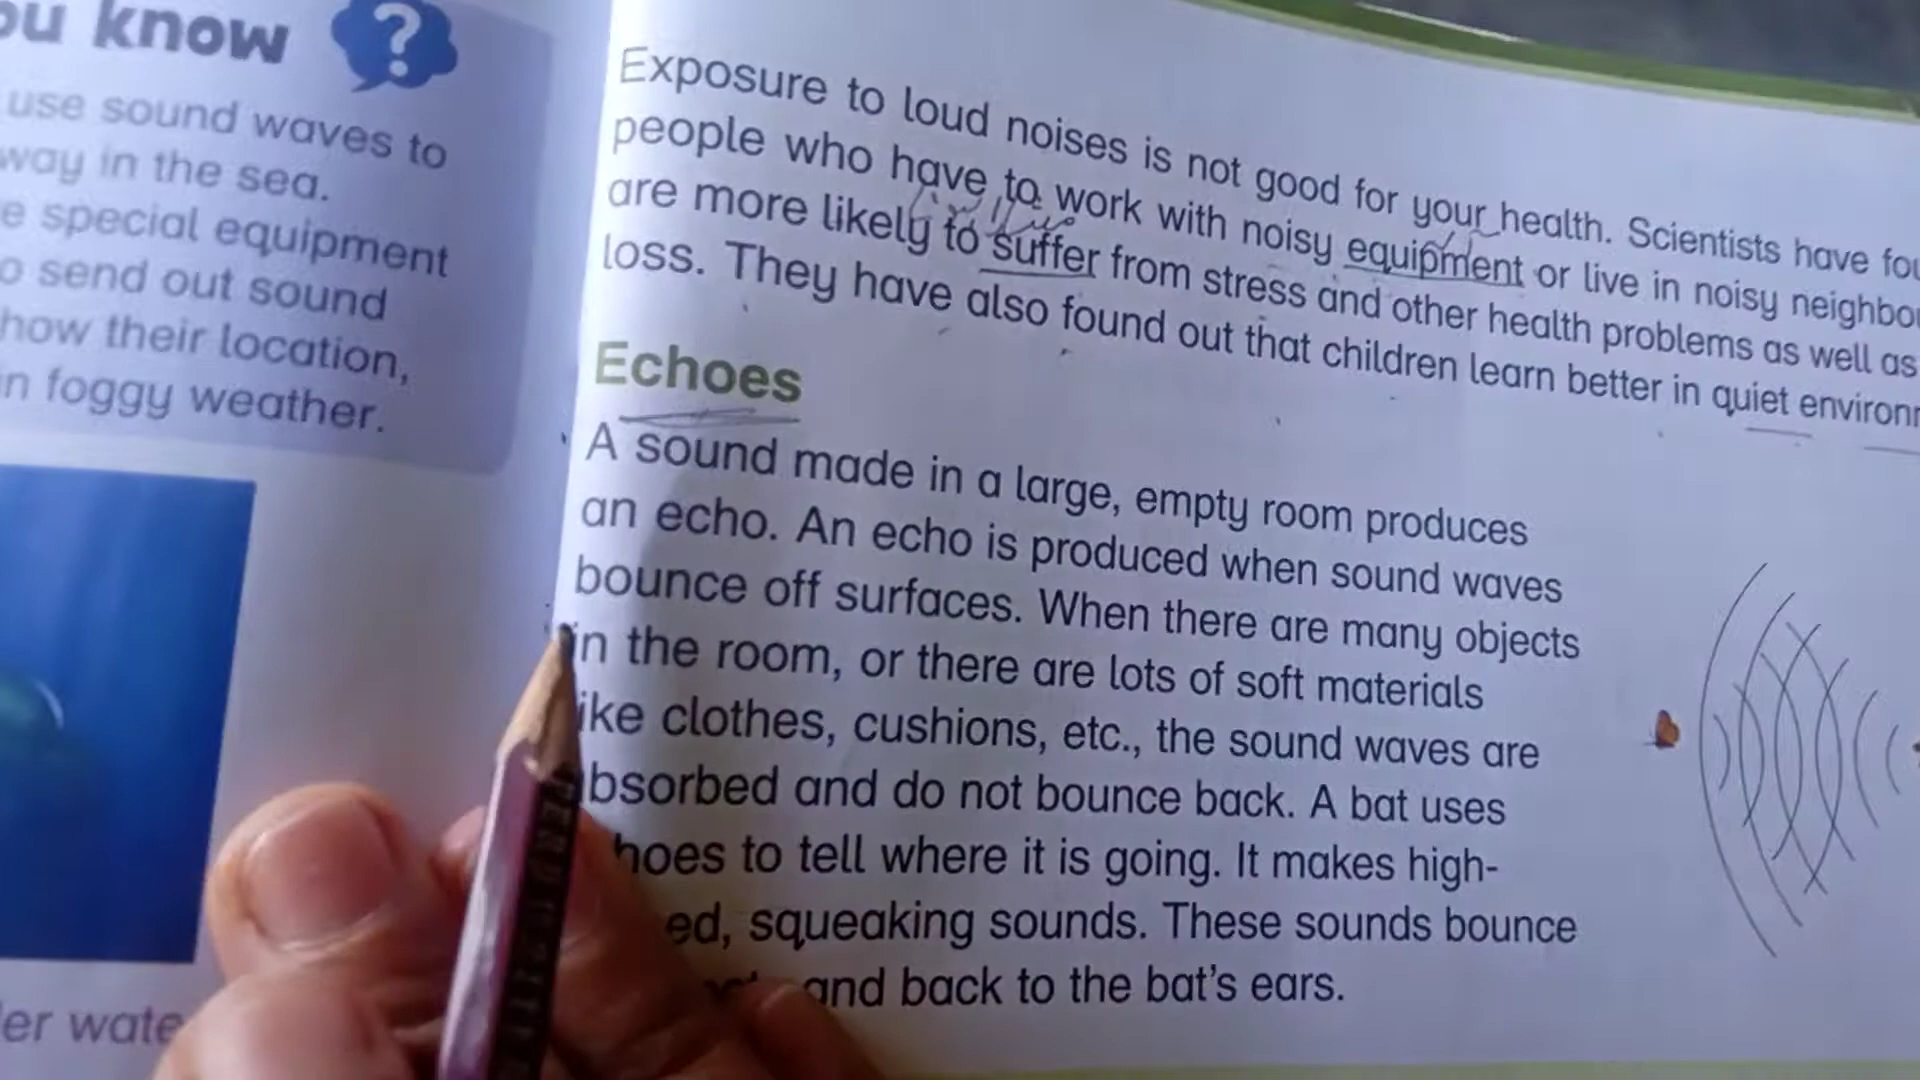 ou know
?
use sound waves to
way in the sea.
e special equipment
o send out sound
how their location,
in foggy weather.
er wate
Exposure to loud noises is not good for your health. Scientists have fou
people who have to work with noisy equipment or live in noisy neighbo
are more likely to suffer from stress and other health problems as well as
loss. They have also found out that children learn better in quiet environ
Echoes
A sound made in a large, empty room produces
an echo. An echo is produced when sound waves
bounce off surfaces. When there are many objects
in the room, or there are lots of soft materials
ike clothes, cushions, etc., the sound waves are
bsorbed and do not bounce back. A bat uses
hoes to tell where it is going. It makes high-
ed, squeaking sounds. These sounds bounce
and back to the bat's ears.